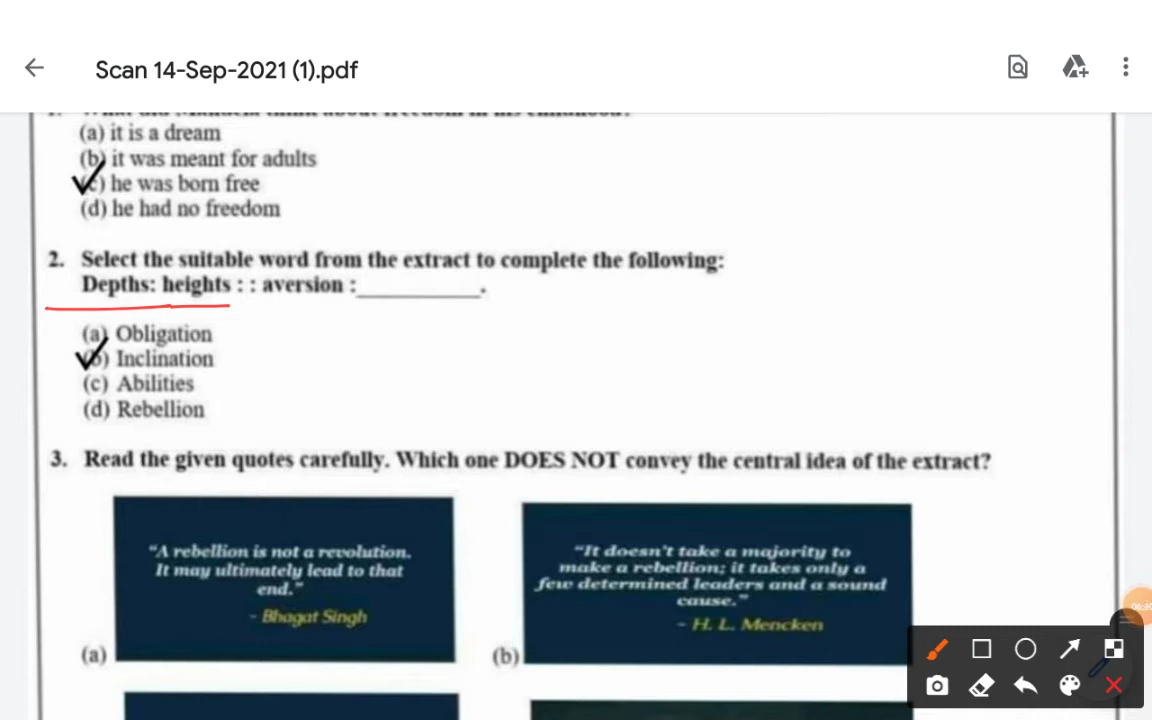 Scan 14-Sep-2021 (1).pdf
(a) it is a dream
(b) it was meant for adults
(c) he was born free
(d) he had no freedom
2. Select the suitable word from the extract to complete the following:
Depths: heights : : aversion :__________.
(a) Obligation
(b) Inclination
(c) Abilities
(d) Rebellion
3. Read the given quotes carefully. Which one DOES NOT convey the central idea of the extract?
"A rebellion is not a revolution.
It may ultimately lead to that
end."
- Bhagat Singh
(a)
"It doesn't take a majority to
make a rebellion; it takes only a
few determined leaders and a sound
cause."
- H. L. Mencken
(b)